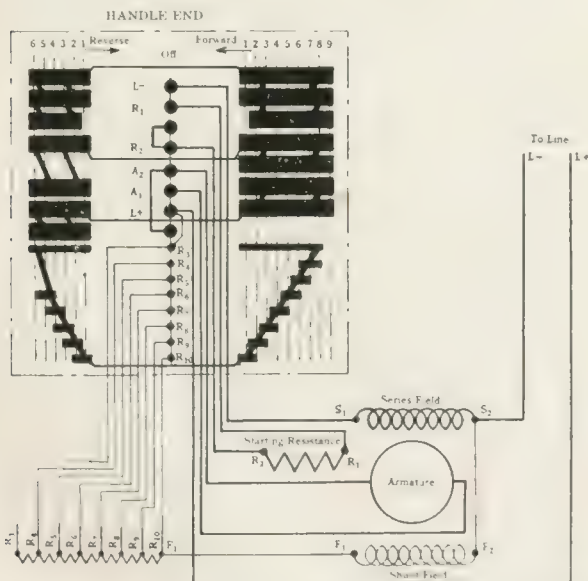 HANDLE END
6 5 4 3 2 1 Reverse Off Forward 1 2 3 4 5 6 7 8 9
L-
R1
R2
A2
A1
L+
R3
R4
R5
R6
R7
R8
R9
R10
To Line
L- L+
S1 Series Field S2
Starting Resistance
R2 R1
Armature
R3 R4 R5 R6 R7 R8 R9 R10 F1
F1 F2
Shunt Field